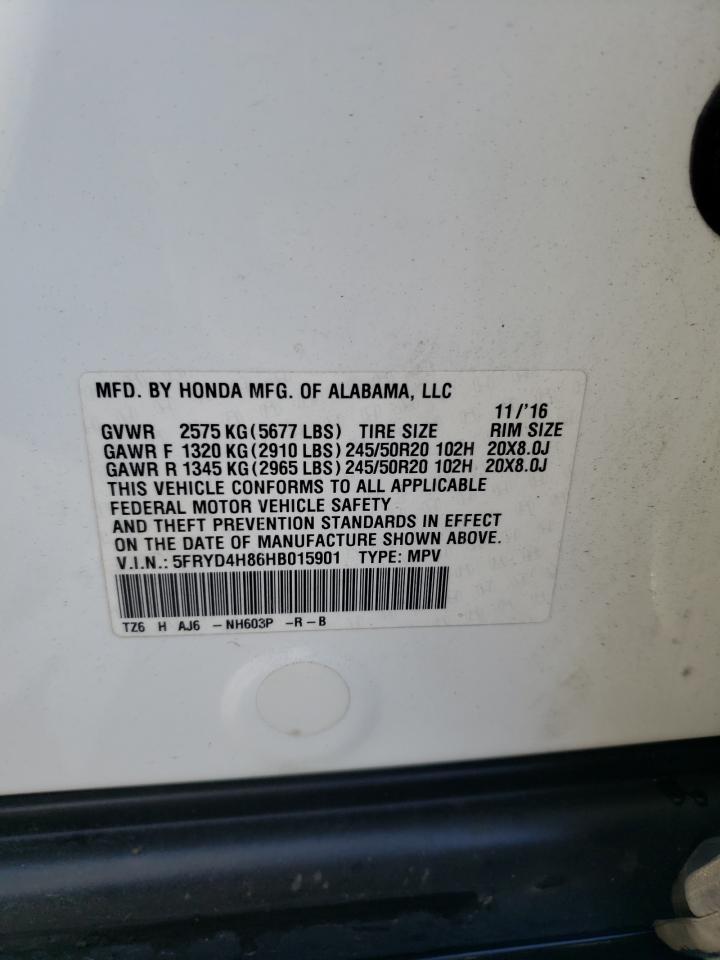 MFD. BY HONDA MFG. OF ALABAMA, LLC
11/'16
GVWR 2575 KG(5677 LBS) TIRE SIZE RIM SIZE
GAWR F 1320 KG(2910 LBS)245/50R20 102H 20X8.0J
GAWR R 1345 KG(2965 LBS)245/50R20 102H 20X8.0J
THIS VEHICLE CONFORMS TO ALL APPLICABLE
FEDERAL MOTOR VEHICLE SAFETY
AND THEFT PREVENTION STANDARDS IN EFFECT
ON THE DATE OF MANUFACTURE SHOWN ABOVE.
V.I.N.: 5FRYD4H86HB015901 TYPE: MPV
TZ6 H AJ6 - NH603P -R-B